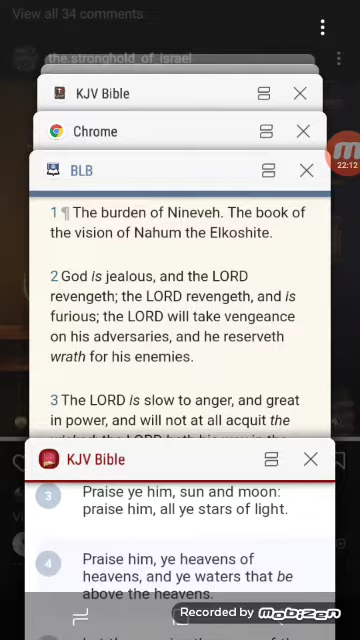 View all 34 comments
the.stronghold_of_Israel
KJV Bible
Chrome
BLB
22:12
1 ¶ The burden of Nineveh. The book of
the vision of Nahum the Elkoshite.
2 God is jealous, and the LORD
revengeth; the LORD revengeth, and is
furious; the LORD will take vengeance
on his adversaries, and he reserveth
wrath for his enemies.
3 The LORD is slow to anger, and great
in power, and will not at all acquit the
KJV Bible
3 Praise ye him, sun and moon:
praise him, all ye stars of light.
4 Praise him, ye heavens of
heavens, and ye waters that be
above the heavens.
Recorded by mobizen